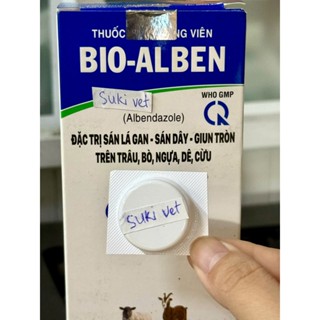 THUỐC
NG VIÊN
BIO-ALBEN
Suki vet
WHO GMP
(Albendazole)
ĐẶC TRỊ SÁN LÁ GAN - SÁN DÂY - GIUN TRÒN
TRÊN TRÂU, BÒ, NGỰA, DÊ, CỪU
Suki vet